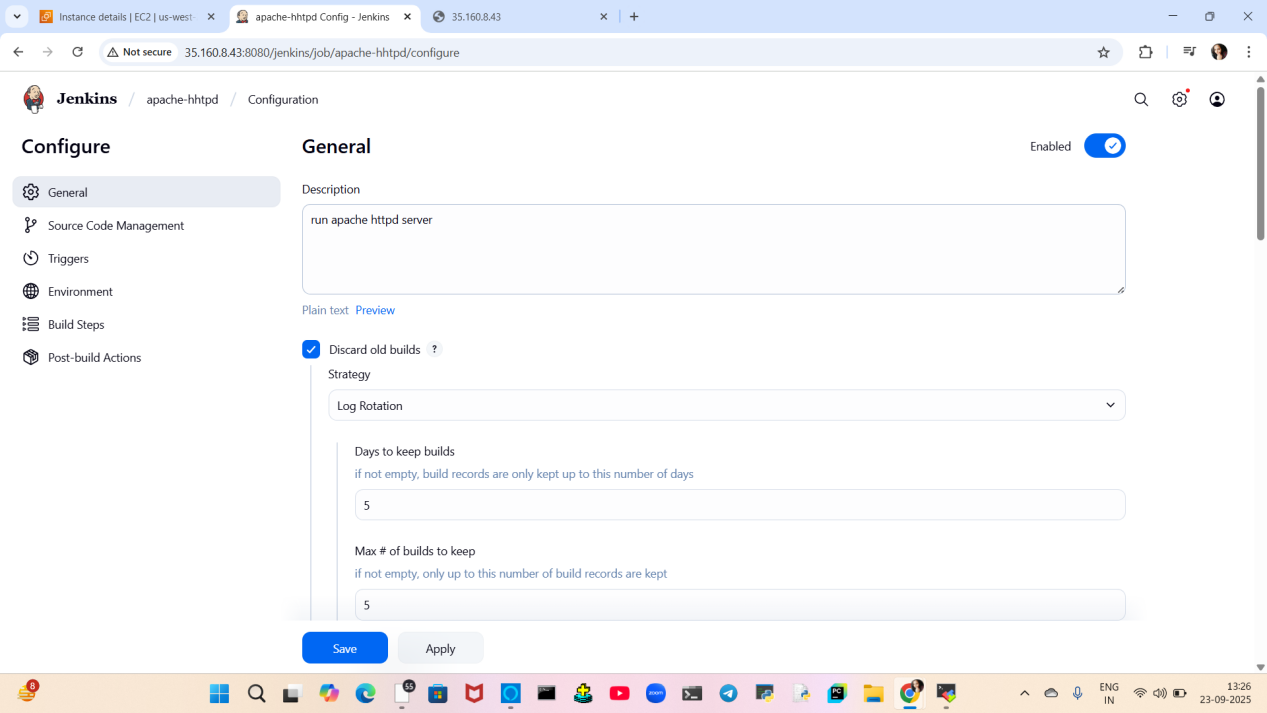 Instance details | EC2 | us-west-
apache-hhtpd Config - Jenkins
35.160.8.43
Not secure
35.160.8.43:8080/jenkins/job/apache-hhtpd/configure
Jenkins / apache-hhtpd / Configuration
Configure
General
Source Code Management
Triggers
Environment
Build Steps
Post-build Actions
General
Enabled
Description
run apache httpd server
Plain text Preview
Discard old builds ?
Strategy
Log Rotation
Days to keep builds
if not empty, build records are only kept up to this number of days
5
Max # of builds to keep
if not empty, only up to this number of build records are kept
5
Save
Apply
8
55
zoom
PC
ENG
IN
13:26
23-09-2025